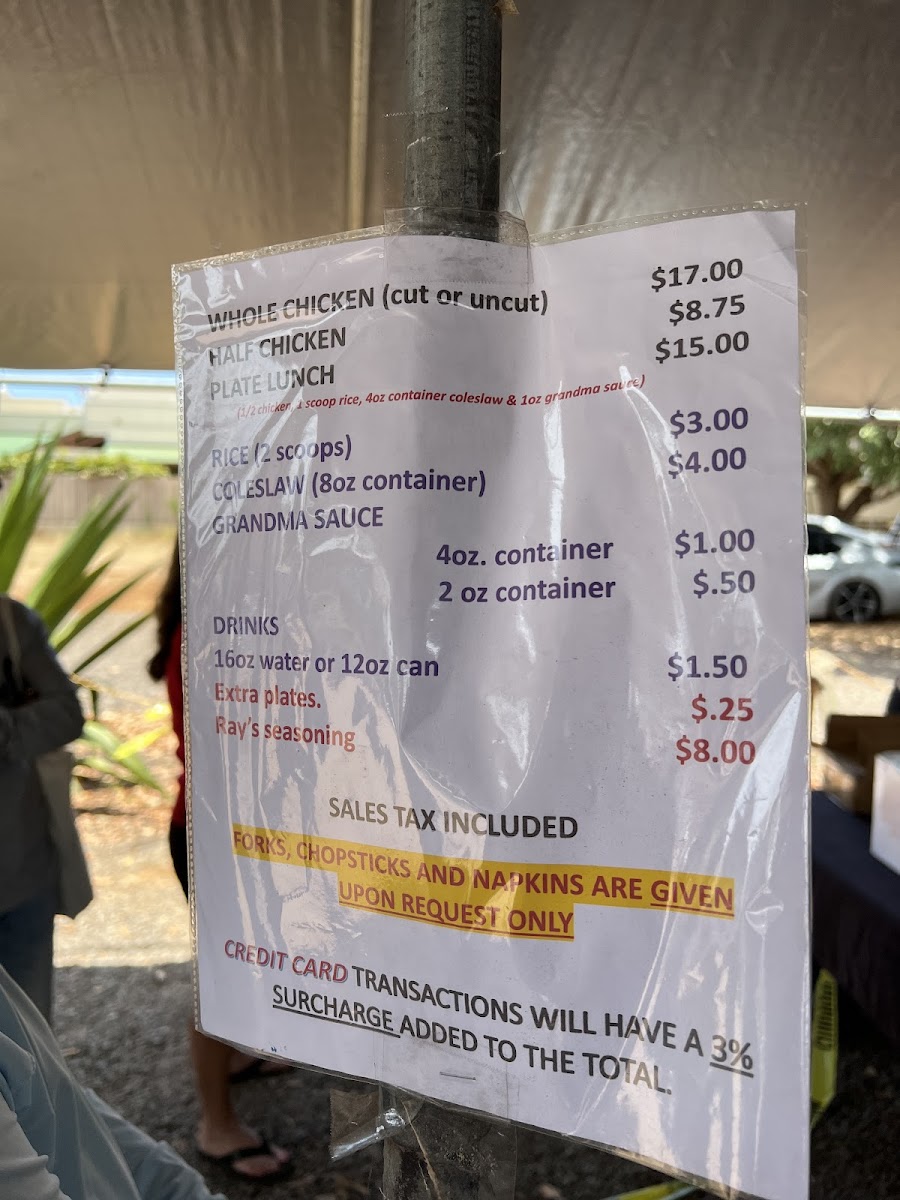 WHOLE CHICKEN (cut or uncut) $17.00
HALF CHICKEN $8.75
PLATE LUNCH $15.00
(1/2 chicken, 1 scoop rice, 4oz container coleslaw & 1oz grandma sauce)
RICE (2 scoops) $3.00
COLESLAW (8oz container) $4.00
GRANDMA SAUCE
4oz. container $1.00
2 oz container $.50
DRINKS
16oz water or 12oz can $1.50
Extra plates. $.25
Ray's seasoning $8.00
SALES TAX INCLUDED
FORKS, CHOPSTICKS AND NAPKINS ARE GIVEN
UPON REQUEST ONLY
CREDIT CARD TRANSACTIONS WILL HAVE A 3%
SURCHARGE ADDED TO THE TOTAL.